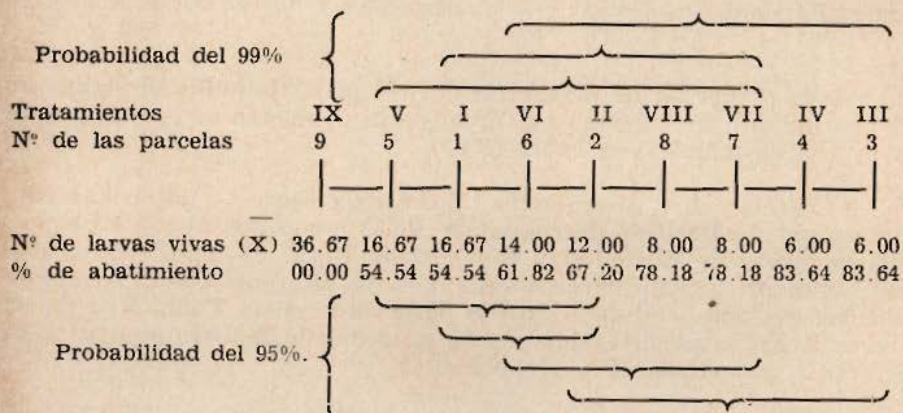 Probabilidad del 99%
Tratamientos IX V I VI II VIII VII IV III
Nº de las parcelas 9 5 1 6 2 8 7 4 3
Nº de larvas vivas (X̄) 36.67 16.67 16.67 14.00 12.00 8.00 8.00 6.00 6.00
% de abatimiento 00.00 54.54 54.54 61.82 67.20 78.18 78.18 83.64 83.64
Probabilidad del 95%.